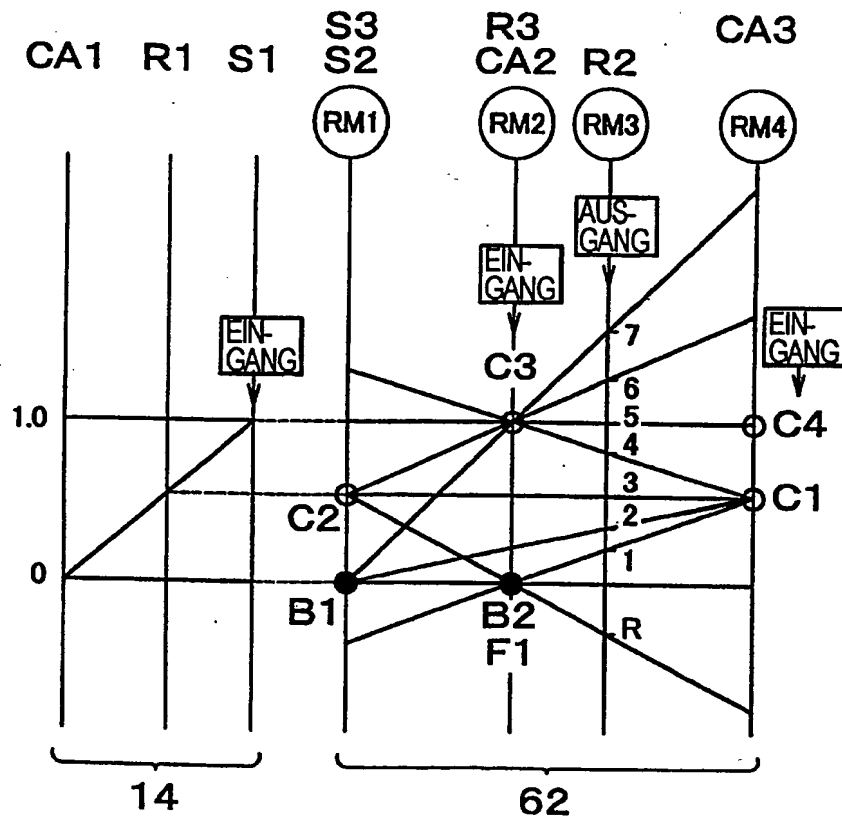 S3 R3 CA3
CA1 R1 S1 S2 CA2 R2
RM1 RM2 RM3 RM4
AUS-
GANG
EIN-
GANG
EIN-
GANG
EIN-
GANG
7
C3
6
1.0
5
C4
4
3
C1
C2
2
1
0
B1
B2
R
F1
14
62